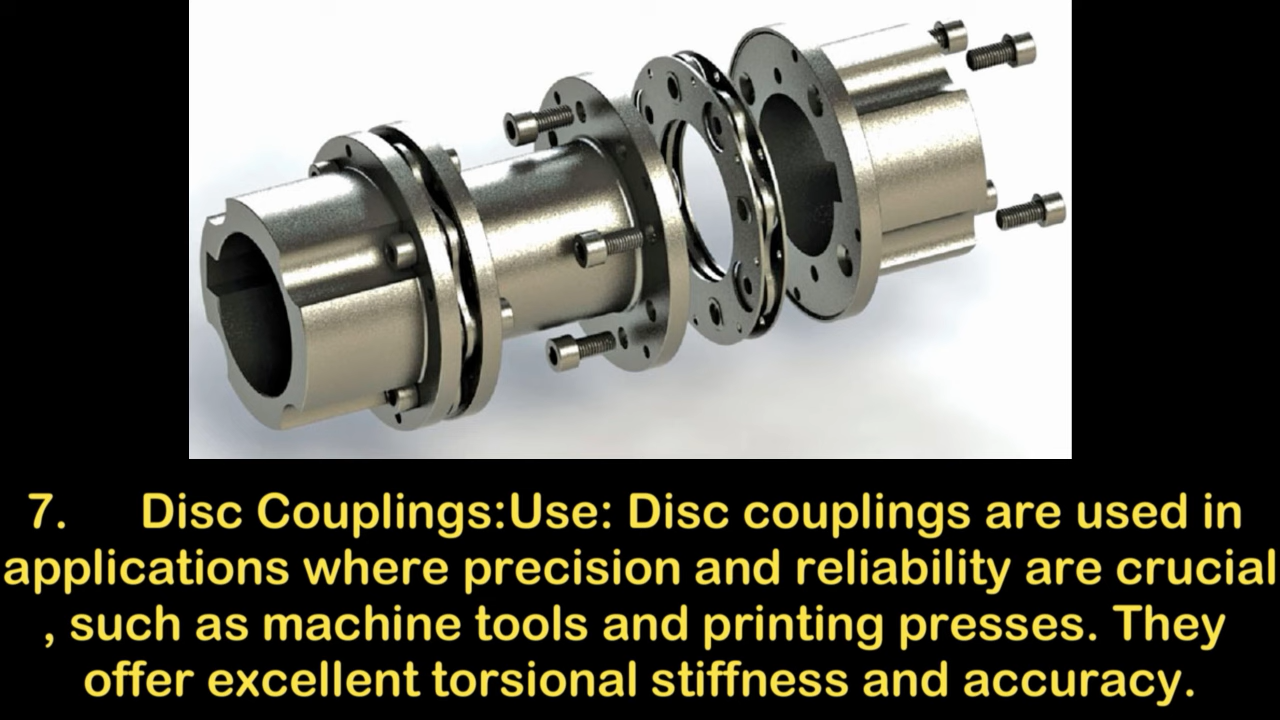 7. Disc Couplings:Use: Disc couplings are used in
applications where precision and reliability are crucial
, such as machine tools and printing presses. They
offer excellent torsional stiffness and accuracy.